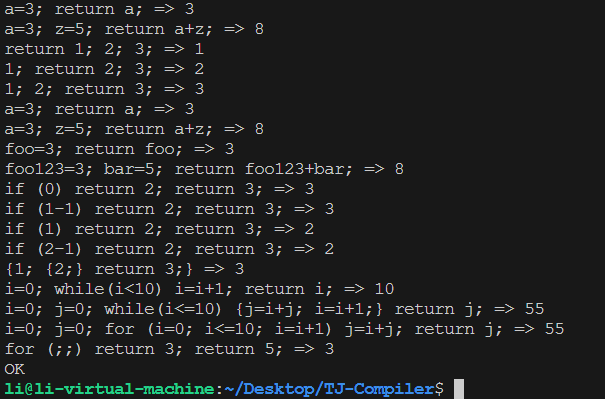 a=3; return a; => 3
a=3; z=5; return a+z; => 8
return 1; 2; 3; => 1
1; return 2; 3; => 2
1; 2; return 3; => 3
a=3; return a; => 3
a=3; z=5; return a+z; => 8
foo=3; return foo; => 3
foo123=3; bar=5; return foo123+bar; => 8
if (0) return 2; return 3; => 3
if (1-1) return 2; return 3; => 3
if (1) return 2; return 3; => 2
if (2-1) return 2; return 3; => 2
{1; {2;} return 3;} => 3
i=0; while(i<10) i=i+1; return i; => 10
i=0; j=0; while(i<=10) {j=i+j; i=i+1;} return j; => 55
i=0; j=0; for (i=0; i<=10; i=i+1) j=i+j; return j; => 55
for (;;) return 3; return 5; => 3
OK
li@li-virtual-machine:~/Desktop/TJ-Compiler$